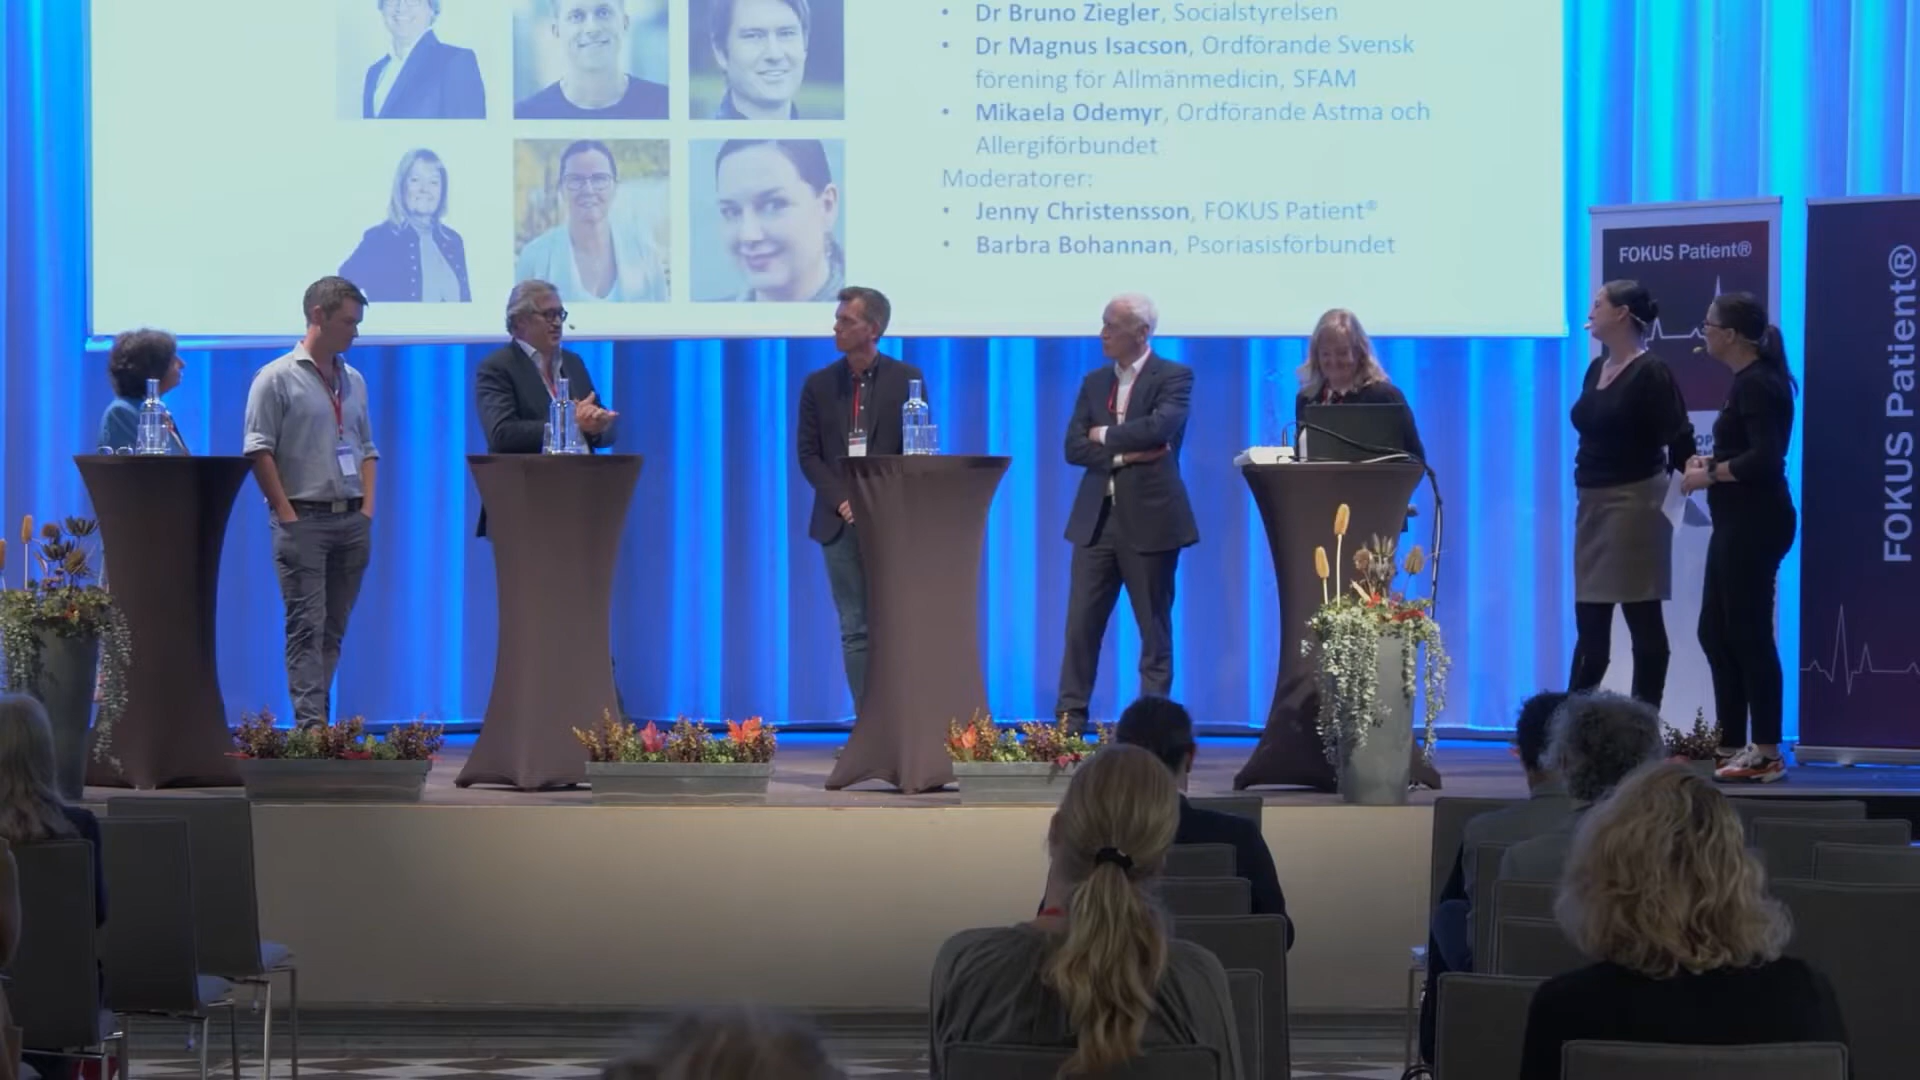 • Dr Bruno Ziegler, Socialstyrelsen
• Dr Magnus Isacson, Ordförande Svensk
förening för Allmänmedicin, SFAM
• Mikaela Odemyr, Ordförande Astma och
Allergiförbundet
Moderatorer:
• Jenny Christensson, FOKUS Patient®
• Barbra Bohannan, Psoriasisförbundet
FOKUS Patient®
FOKUS Patient®